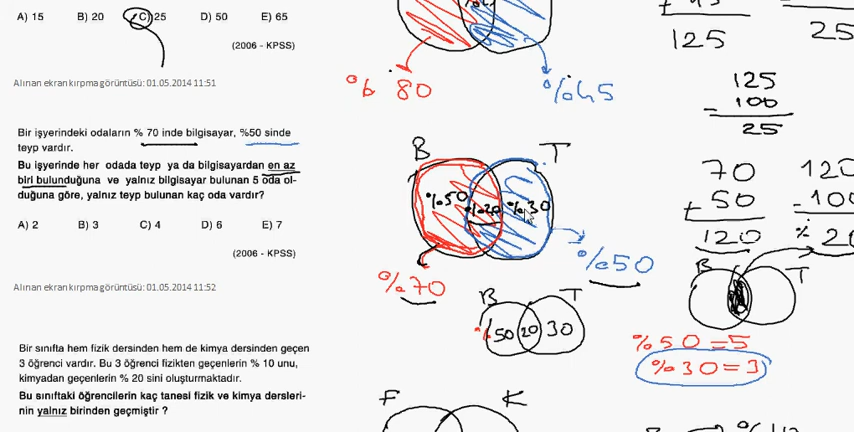 A) 15 B) 20 C) 25 D) 50 E) 65
(2006 - KPSS)
Alınan ekran kırpma görüntüsü: 01.05.2014 11:51
Bir işyerindeki odaların % 70 inde bilgisayar, %50 sinde
teyp vardır.
Bu işyerinde her odada teyp ya da bilgisayardan en az
biri bulunduğuna ve yalnız bilgisayar bulunan 5 oda ol-
duğuna göre, yalnız teyp bulunan kaç oda vardır?
A) 2 B) 3 C) 4 D) 6 E) 7
(2006 - KPSS)
Alınan ekran kırpma görüntüsü: 01.05.2014 11:52
Bir sınıfta hem fizik dersinden hem de kimya dersinden geçen
3 öğrenci vardır. Bu 3 öğrenci fizikten geçenlerin % 10 unu,
kimyadan geçenlerin % 20 sini oluşturmaktadır.
Bu sınıftaki öğrencilerin kaç tanesi fizik ve kimya dersleri-
nin yalnız birinden geçmiştir ?
% 80
%45
B T
%50 %20 %30
%70
%50
B T
50 20 30
F K
125
25
125
- 100
25
70
+ 50
120
120
- 100
% 20
B T
%50 = 5
%30 = 3